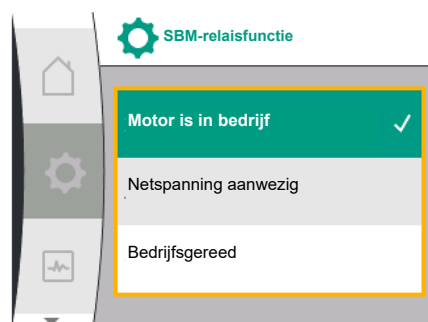 SBM-relaisfunctie
Motor is in bedrijf
Netspanning aanwezig
Bedrijfsgereed